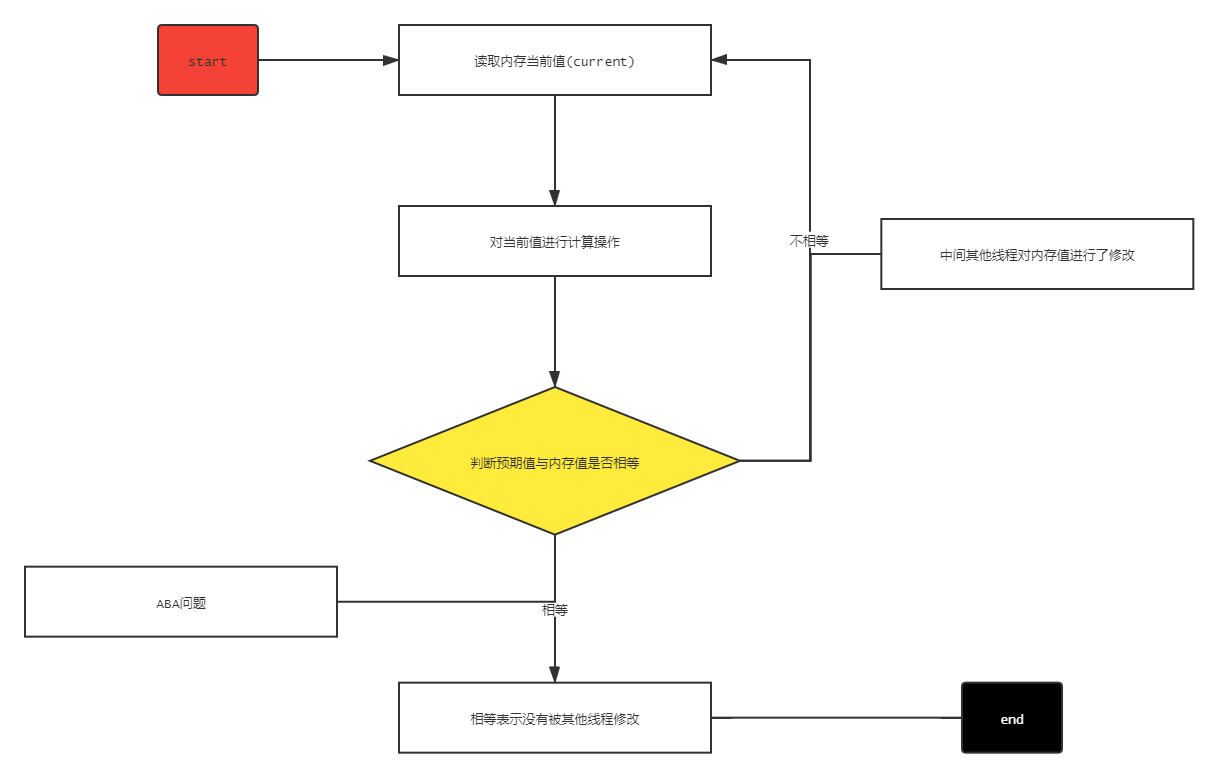 start
读取内存当前值(current)
对当前值进行计算操作
不相等
中间其他线程对内存值进行了修改
判断预期值与内存值是否相等
ABA问题
相等
相等表示没有被其他线程修改
end